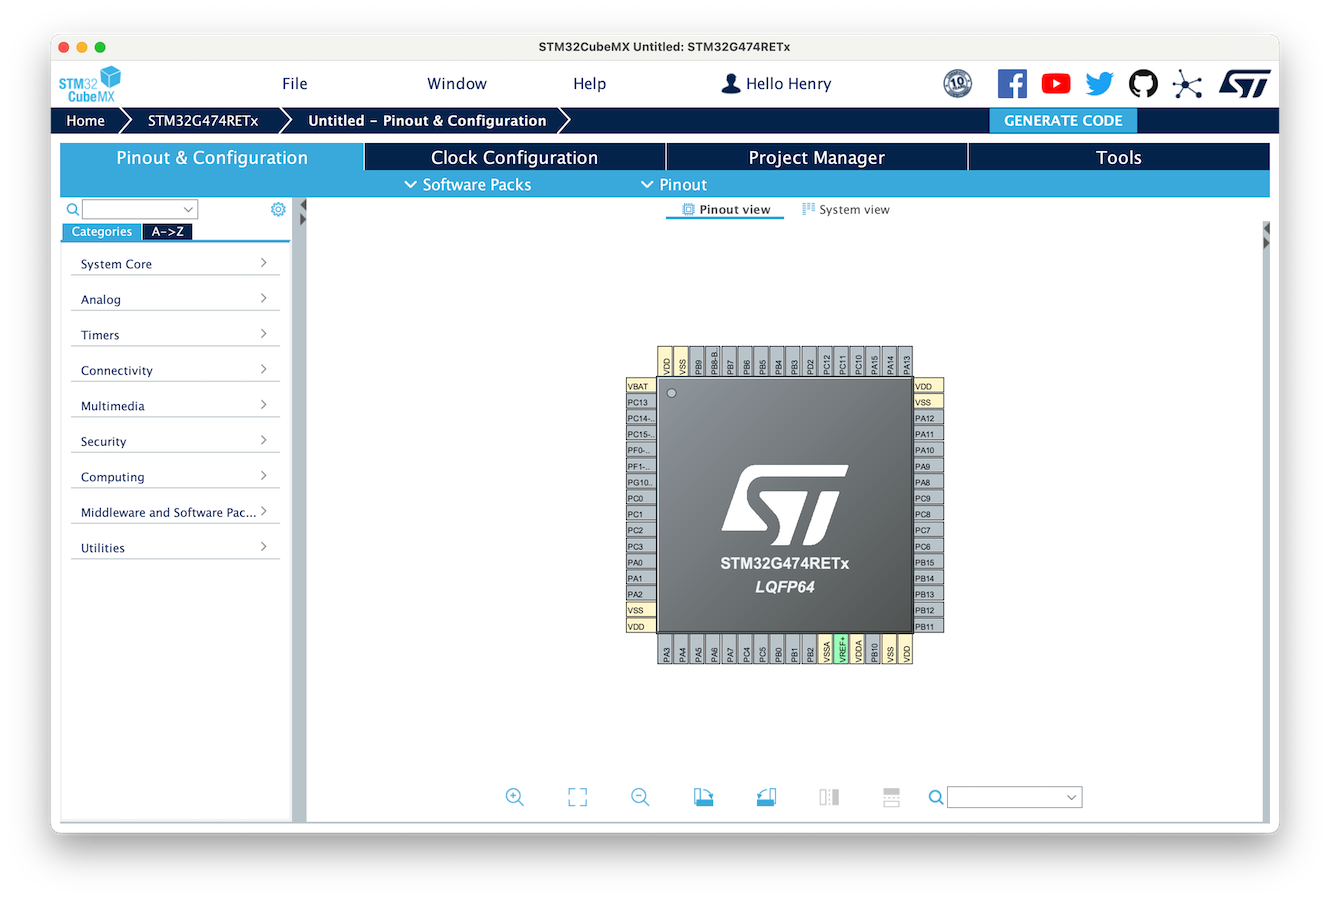 STM32CubeMX Untitled: STM32G474RETx
STM32
CubeMX
File
Window
Help
Hello Henry
10
ST
Home
STM32G474RETx
Untitled – Pinout & Configuration
GENERATE CODE
Pinout & Configuration
Clock Configuration
Project Manager
Tools
Software Packs
Pinout
Pinout view
System view
Categories
A->Z
System Core
Analog
Timers
Connectivity
Multimedia
Security
Computing
Middleware and Software Pac...
Utilities
VDD
VSS
PB9
PB8-B..
PB7
PB6
PB5
PB4
PB3
PD2
PC12
PC11
PC10
PA15
PA14
PA13
VBAT
PC13
PC14-..
PC15-..
PF0-..
PF1-..
PG10..
PC0
PC1
PC2
PC3
PA0
PA1
PA2
VSS
VDD
ST
STM32G474RETx
LQFP64
VDD
VSS
PA12
PA11
PA10
PA9
PA8
PC9
PC8
PC7
PC6
PB15
PB14
PB13
PB12
PB11
PA3
PA4
PA5
PA6
PA7
PC4
PC5
PB0
PB1
PB2
VSSA
VREF+
VDDA
PB10
VSS
VDD